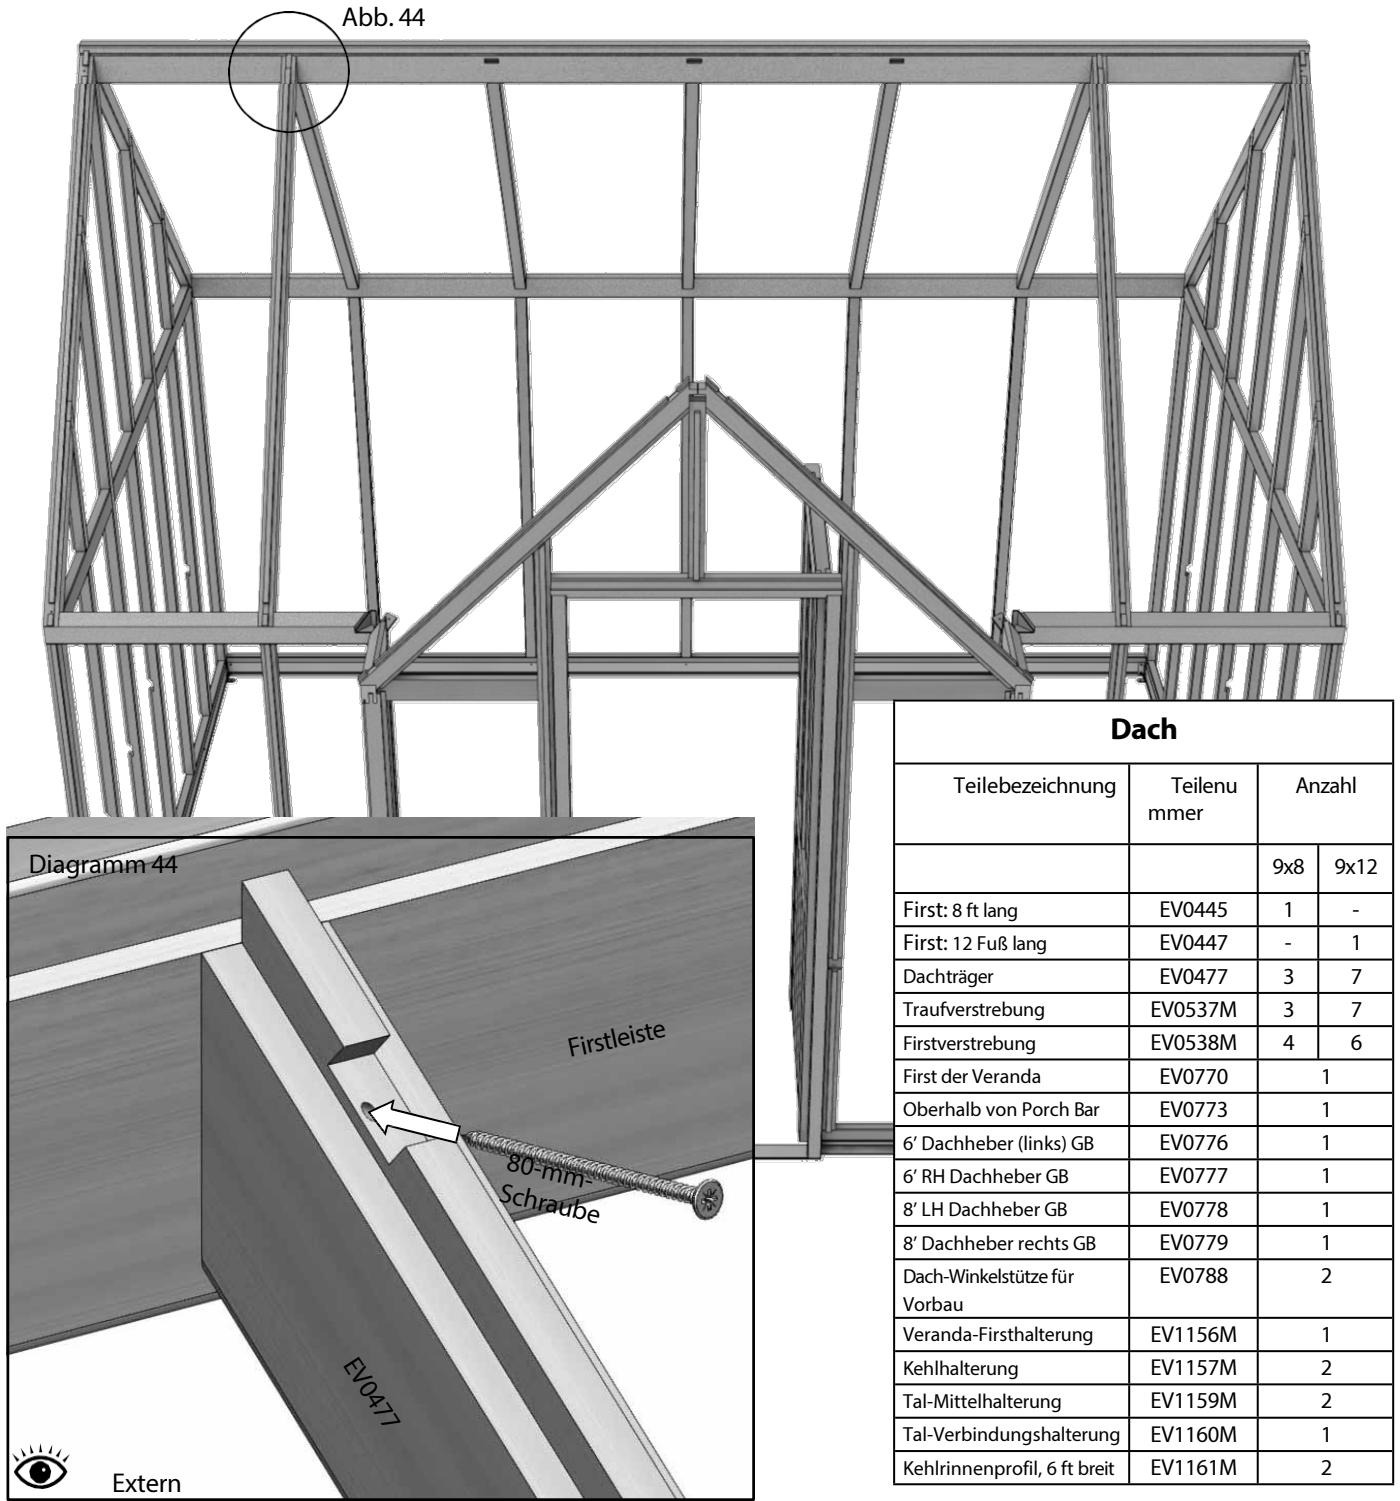 Abb. 44
Dach
Teilebezeichnung Teilenu Anzahl
mmer
9x8 9x12
First: 8 ft lang EV0445 1 -
First: 12 Fuß lang EV0447 - 1
Dachträger EV0477 3 7
Traufverstrebung EV0537M 3 7
Firstverstrebung EV0538M 4 6
First der Veranda EV0770 1
Oberhalb von Porch Bar EV0773 1
6’ Dachheber (links) GB EV0776 1
6’ RH Dachheber GB EV0777 1
8’ LH Dachheber GB EV0778 1
8’ Dachheber rechts GB EV0779 1
Dach-Winkelstütze für EV0788 2
Vorbau
Veranda-Firsthalterung EV1156M 1
Kehlhalterung EV1157M 2
Tal-Mittelhalterung EV1159M 2
Tal-Verbindungshalterung EV1160M 1
Kehlrinnenprofil, 6 ft breit EV1161M 2
Diagramm 44
Firstleiste
80-mm-
Schraube
EV0477
Extern